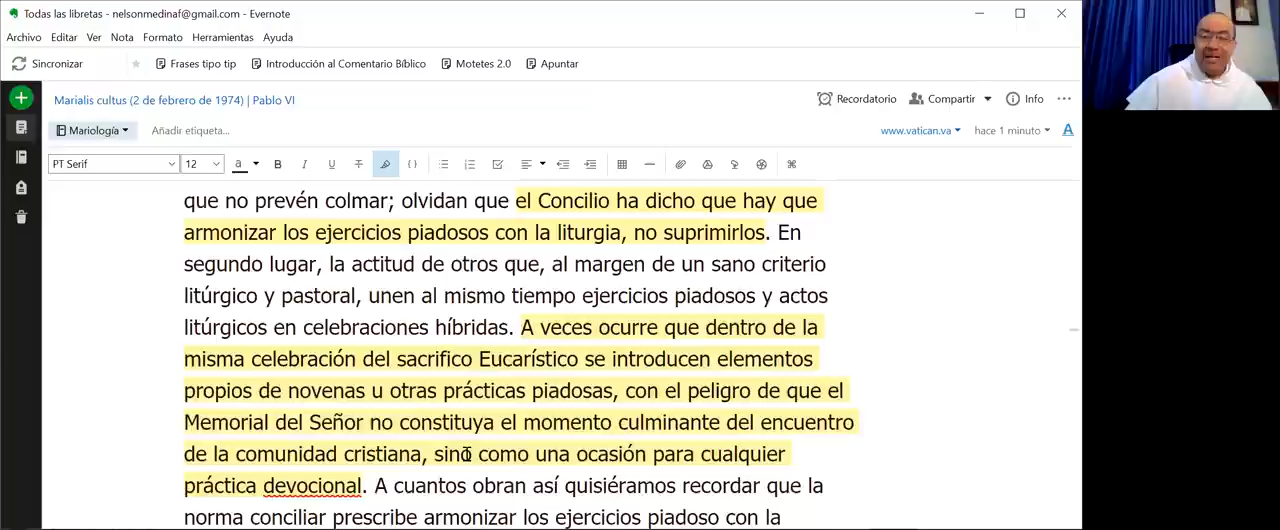 Todas las libretas - nelsonmedinaf@gmail.com - Evernote
Archivo Editar Ver Nota Formato Herramientas Ayuda
Sincronizar Frases tipo tip Introducción al Comentario Bíblico Motetes 2.0 Apuntar
Marialis cultus (2 de febrero de 1974) | Pablo VI Recordatorio Compartir Info
Mariología Añadir etiqueta... www.vatican.va hace 1 minuto A
PT Serif 12 a B I U T
que no prevén colmar; olvidan que el Concilio ha dicho que hay que
armonizar los ejercicios piadosos con la liturgia, no suprimirlos. En
segundo lugar, la actitud de otros que, al margen de un sano criterio
litúrgico y pastoral, unen al mismo tiempo ejercicios piadosos y actos
litúrgicos en celebraciones híbridas. A veces ocurre que dentro de la
misma celebración del sacrifico Eucarístico se introducen elementos
propios de novenas u otras prácticas piadosas, con el peligro de que el
Memorial del Señor no constituya el momento culminante del encuentro
de la comunidad cristiana, sino como una ocasión para cualquier
práctica devocional. A cuantos obran así quisiéramos recordar que la
norma conciliar prescribe armonizar los ejercicios piadoso con la